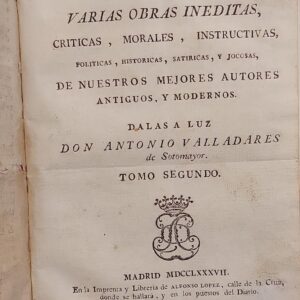 VARIAS OBRAS INEDITAS,
CRITICAS, MORALES, INSTRUCTIVAS,
POLITICAS, HISTORICAS, SATIRICAS, Y JOCOSAS,
DE NUESTROS MEJORES AUTORES
ANTIGUOS, Y MODERNOS.
DALAS A LUZ
DON ANTONIO VALLADARES
de Sotomayor.
TOMO SEGUNDO.
MADRID MDCCLXXXVII.
En la Imprenta y Libreria de ALFONSO LOPEZ, calle de la Cruz,
donde se hallará, y en los puestos del Diario.